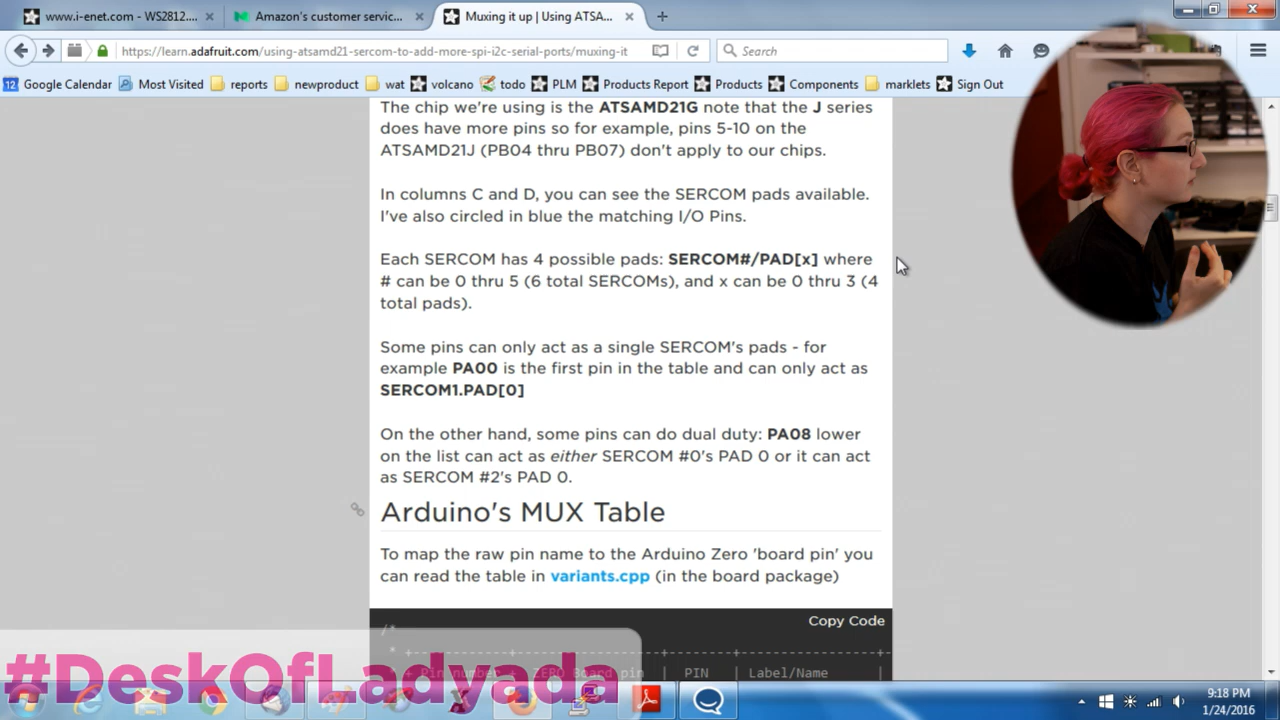 www.i-enet.com - WS2812....
Amazon's customer servic...
Muxing it up | Using ATSA...
https://learn.adafruit.com/using-atsamd21-sercom-to-add-more-spi-i2c-serial-ports/muxing-it
Search
12 Google Calendar Most Visited reports newproduct wat volcano todo PLM Products Report Products Components marklets Sign Out
The chip we're using is the ATSAMD21G note that the J series
does have more pins so for example, pins 5-10 on the
ATSAMD21J (PB04 thru PB07) don't apply to our chips.
In columns C and D, you can see the SERCOM pads available.
I've also circled in blue the matching I/O Pins.
Each SERCOM has 4 possible pads: SERCOM#/PAD[x] where
# can be 0 thru 5 (6 total SERCOMs), and x can be 0 thru 3 (4
total pads).
Some pins can only act as a single SERCOM's pads - for
example PA00 is the first pin in the table and can only act as
SERCOM1.PAD[0]
On the other hand, some pins can do dual duty: PA08 lower
on the list can act as either SERCOM #0's PAD 0 or it can act
as SERCOM #2's PAD 0.
Arduino's MUX Table
To map the raw pin name to the Arduino Zero 'board pin' you
can read the table in variants.cpp (in the board package)
Copy Code
/*
* +------------+------------------+--------+-----------------+-
* + Pin number + ZERO Board pin | PIN | Label/Name |
#DeskOfLadyada
9:18 PM
1/24/2016